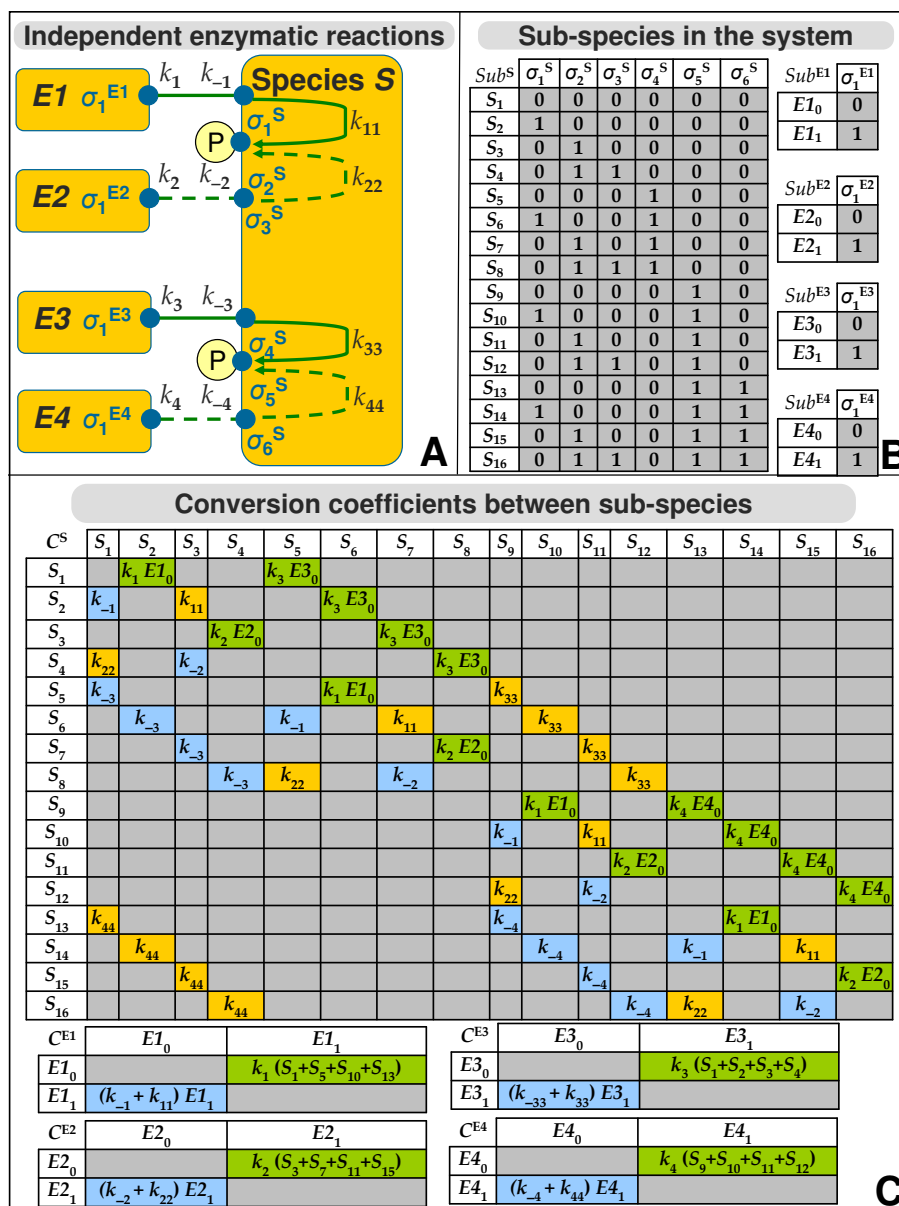 Independent enzymatic reactions
E1 σ₁ᴱ¹ k₁ k₋₁ Species S
σ₁ˢ k₁₁
P
E2 σ₁ᴱ² k₂ k₋₂ σ₂ˢ k₂₂
σ₃ˢ
E3 σ₁ᴱ³ k₃ k₋₃
σ₄ˢ k₃₃
P
E4 σ₁ᴱ⁴ k₄ k₋₄ σ₅ˢ k₄₄
σ₆ˢ
A
Sub-species in the system
Subˢ σ₁ˢ σ₂ˢ σ₃ˢ σ₄ˢ σ₅ˢ σ₆ˢ
S₁ 0 0 0 0 0 0
S₂ 1 0 0 0 0 0
S₃ 0 1 0 0 0 0
S₄ 0 1 1 0 0 0
S₅ 0 0 0 1 0 0
S₆ 1 0 0 1 0 0
S₇ 0 1 0 1 0 0
S₈ 0 1 1 1 0 0
S₉ 0 0 0 0 1 0
S₁₀ 1 0 0 0 1 0
S₁₁ 0 1 0 0 1 0
S₁₂ 0 1 1 0 1 0
S₁₃ 0 0 0 0 1 1
S₁₄ 1 0 0 0 1 1
S₁₅ 0 1 0 0 1 1
S₁₆ 0 1 1 0 1 1
Subᴱ¹ σ₁ᴱ¹
E1₀ 0
E1₁ 1
Subᴱ² σ₁ᴱ²
E2₀ 0
E2₁ 1
Subᴱ³ σ₁ᴱ³
E3₀ 0
E3₁ 1
Subᴱ⁴ σ₁ᴱ⁴
E4₀ 0
E4₁ 1
B
Conversion coefficients between sub-species
Cˢ S₁ S₂ S₃ S₄ S₅ S₆ S₇ S₈ S₉ S₁₀ S₁₁ S₁₂ S₁₃ S₁₄ S₁₅ S₁₆
S₁ k₁ E1₀ k₃ E3₀
S₂ k₋₁ k₁₁ k₃ E3₀
S₃ k₂ E2₀ k₃ E3₀
S₄ k₂₂ k₋₂ k₃ E3₀
S₅ k₋₃ k₁ E1₀ k₃₃
S₆ k₋₃ k₋₁ k₁₁ k₃₃
S₇ k₋₃ k₂ E2₀ k₃₃
S₈ k₋₃ k₂₂ k₋₂ k₃₃
S₉ k₁ E1₀ k₄ E4₀
S₁₀ k₋₁ k₁₁ k₄ E4₀
S₁₁ k₂ E2₀ k₄ E4₀
S₁₂ k₂₂ k₋₂ k₄ E4₀
S₁₃ k₄₄ k₋₄ k₁ E1₀
S₁₄ k₄₄ k₋₄ k₋₁ k₁₁
S₁₅ k₄₄ k₋₄ k₂ E2₀
S₁₆ k₄₄ k₋₄ k₂₂ k₋₂
Cᴱ¹ E1₀ E1₁
E1₀ k₁ (S₁+S₅+S₁₀+S₁₃)
E1₁ (k₋₁ + k₁₁) E1₁
Cᴱ³ E3₀ E3₁
E3₀ k₃ (S₁+S₂+S₃+S₄)
E3₁ (k₋₃₃ + k₃₃) E3₁
Cᴱ² E2₀ E2₁
E2₀ k₂ (S₃+S₇+S₁₁+S₁₅)
E2₁ (k₋₂ + k₂₂) E2₁
Cᴱ⁴ E4₀ E4₁
E4₀ k₄ (S₉+S₁₀+S₁₁+S₁₂)
E4₁ (k₋₄ + k₄₄) E4₁
C